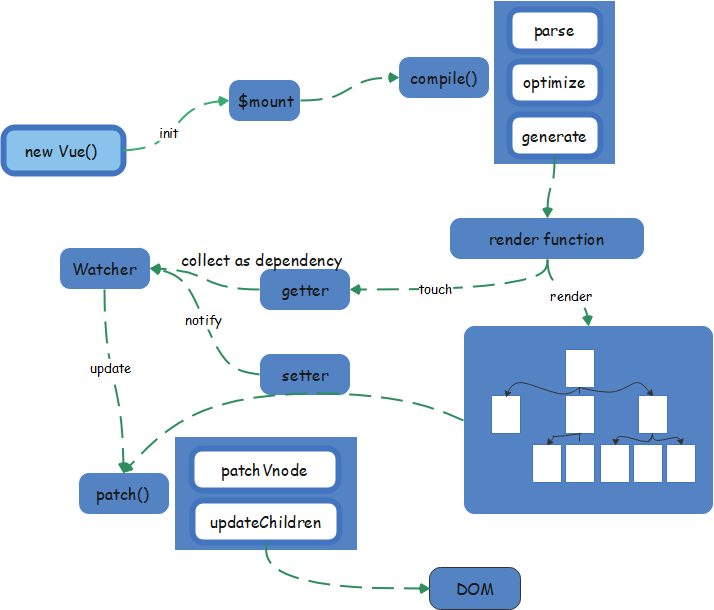 parse
compile()
optimize
$mount
generate
init
new Vue()
render function
collect as dependency
Watcher
getter
touch
render
notify
update
setter
patchVnode
patch()
updateChildren
DOM